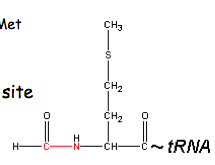 Met
CH3
S
CH2
site
CH2
O O
H C N CH C ~ tRNA
H